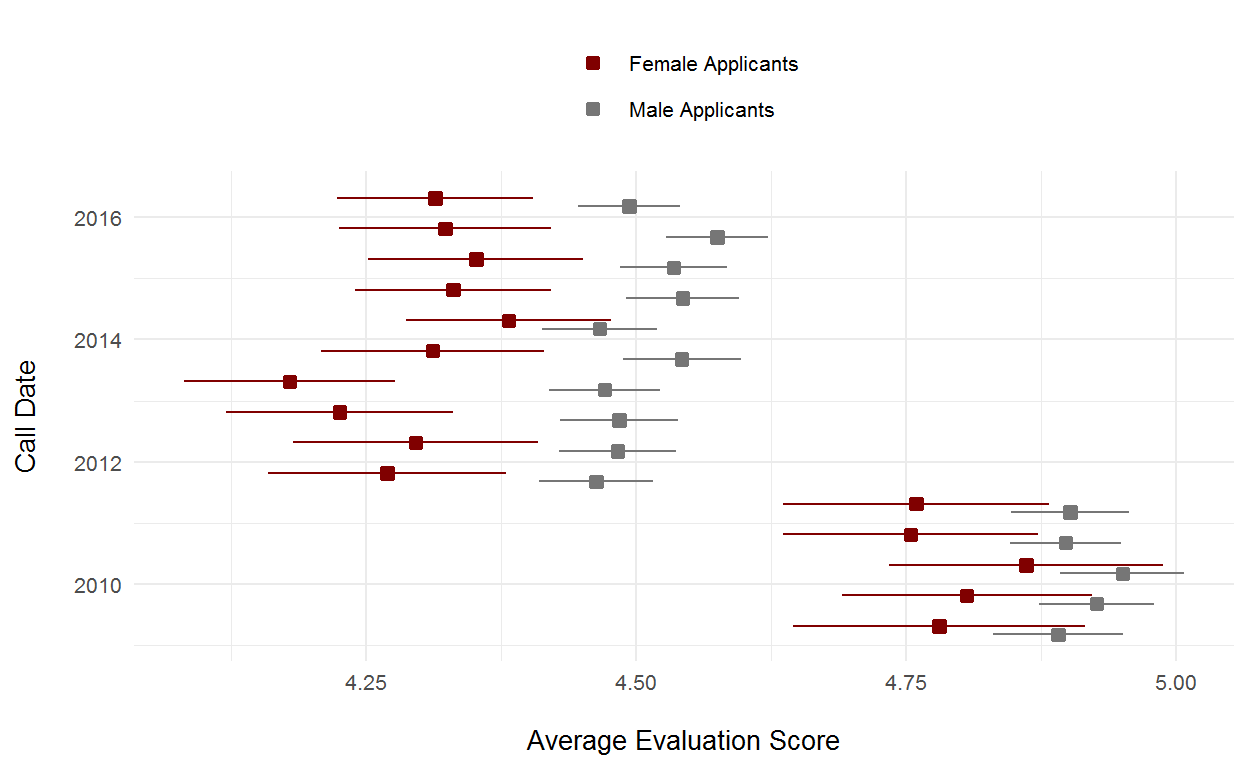 Female Applicants
Male Applicants
2016
2014
2012
2010
Call Date
4.25 4.50 4.75 5.00
Average Evaluation Score